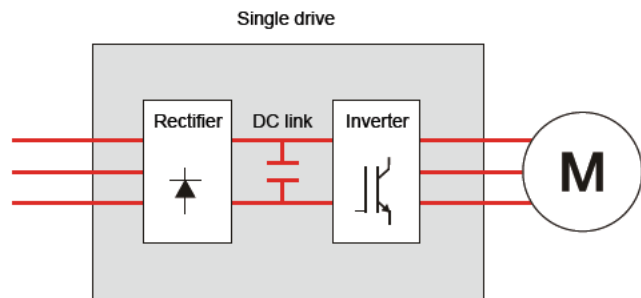 Single drive
Rectifier
DC link
Inverter
M